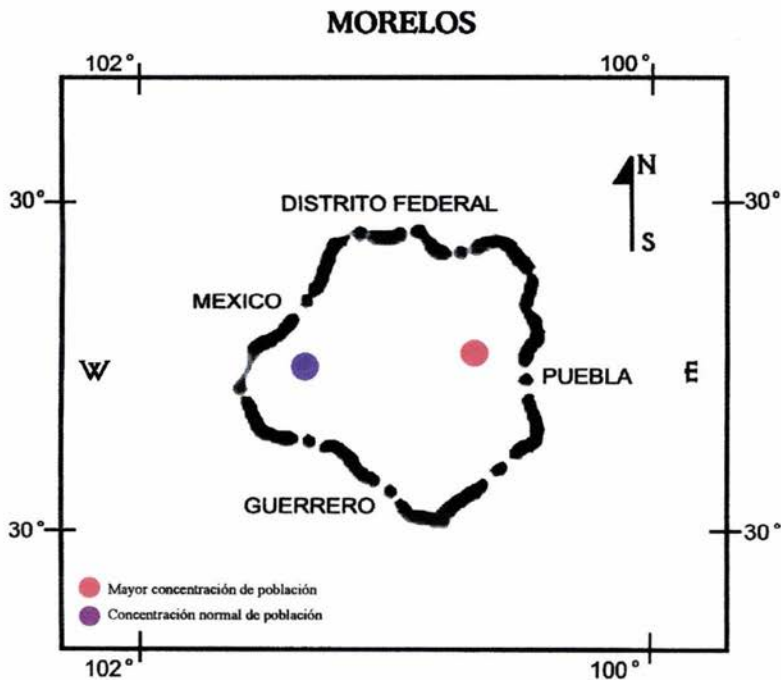 MORELOS
102° 100°
30° 30°
N
DISTRITO FEDERAL
S
MEXICO
W PUEBLA E
GUERRERO
30° 30°
Mayor concentración de población
Concentración normal de población
102° 100°